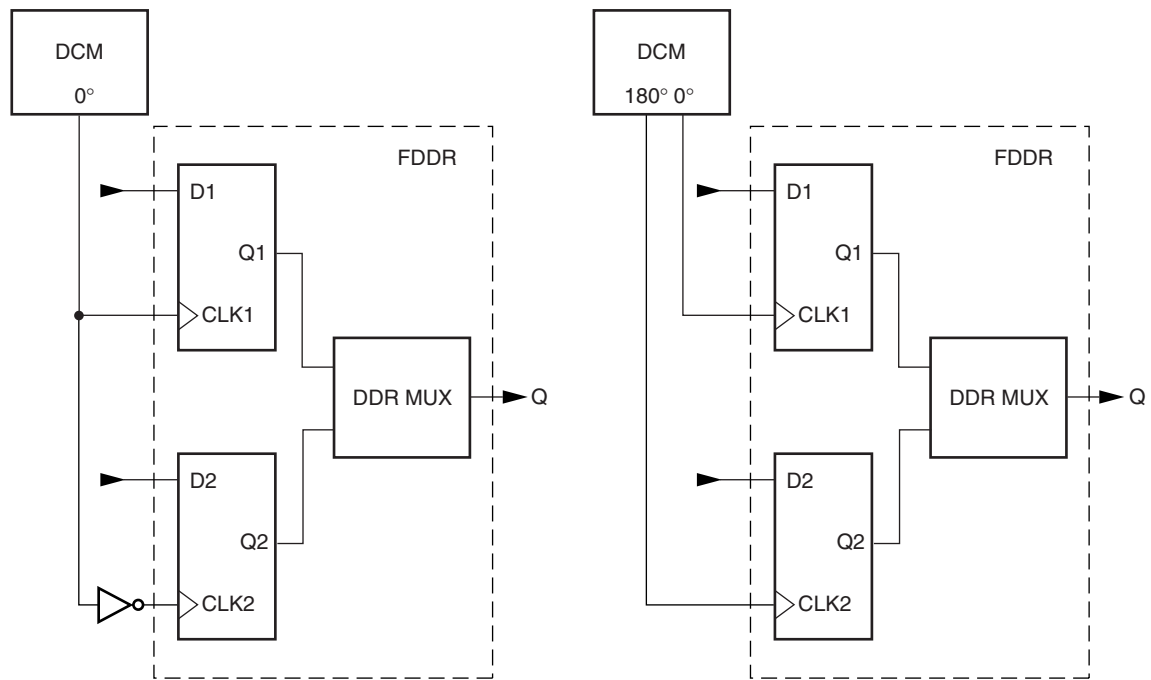 DCM
0°
FDDR
D1
Q1
CLK1
DDR MUX
Q
D2
Q2
CLK2
DCM
180° 0°
FDDR
D1
Q1
CLK1
DDR MUX
Q
D2
Q2
CLK2